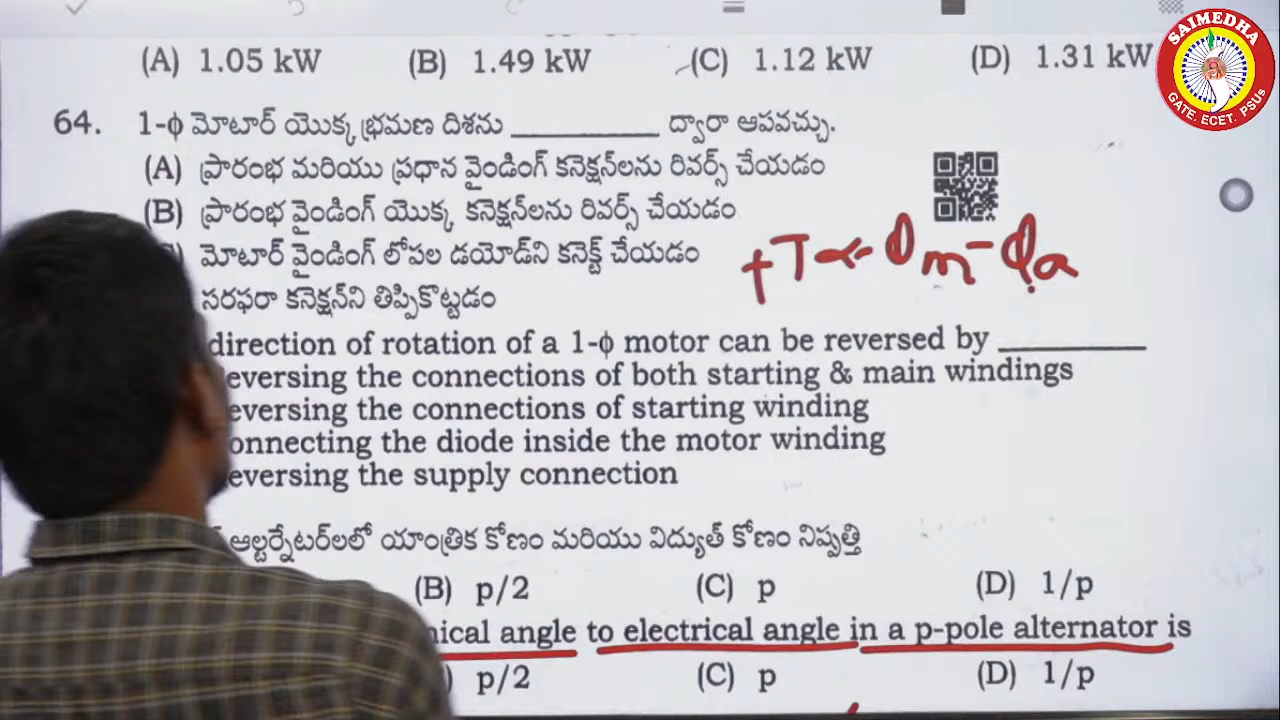 (A) 1.05 kW (B) 1.49 kW (C) 1.12 kW (D) 1.31 kW
SAIMEDHA
GATE. ECET. PSUs
64. 1-ϕ మోటార్ యొక్క భ్రమణ దిశను ________ ద్వారా ఆపవచ్చు.
(A) ప్రారంభ మరియు ప్రధాన వైండింగ్ కనెక్షన్‌లను రివర్స్ చేయడం
(B) ప్రారంభ వైండింగ్ యొక్క కనెక్షన్‌లను రివర్స్ చేయడం
మోటార్ వైండింగ్ లోపల డయోడ్‌ని కనెక్ట్ చేయడం
సరఫరా కనెక్షన్‌ని తిప్పికొట్టడం
+T ∝ ϕm - ϕa
direction of rotation of a 1-ϕ motor can be reversed by ________
eversing the connections of both starting & main windings
eversing the connections of starting winding
onnecting the diode inside the motor winding
eversing the supply connection
ఆల్టర్నేటర్‌లలో యాంత్రిక కోణం మరియు విద్యుత్ కోణం నిష్పత్తి
(B) p/2 (C) p (D) 1/p
nical angle to electrical angle in a p-pole alternator is
) p/2 (C) p (D) 1/p